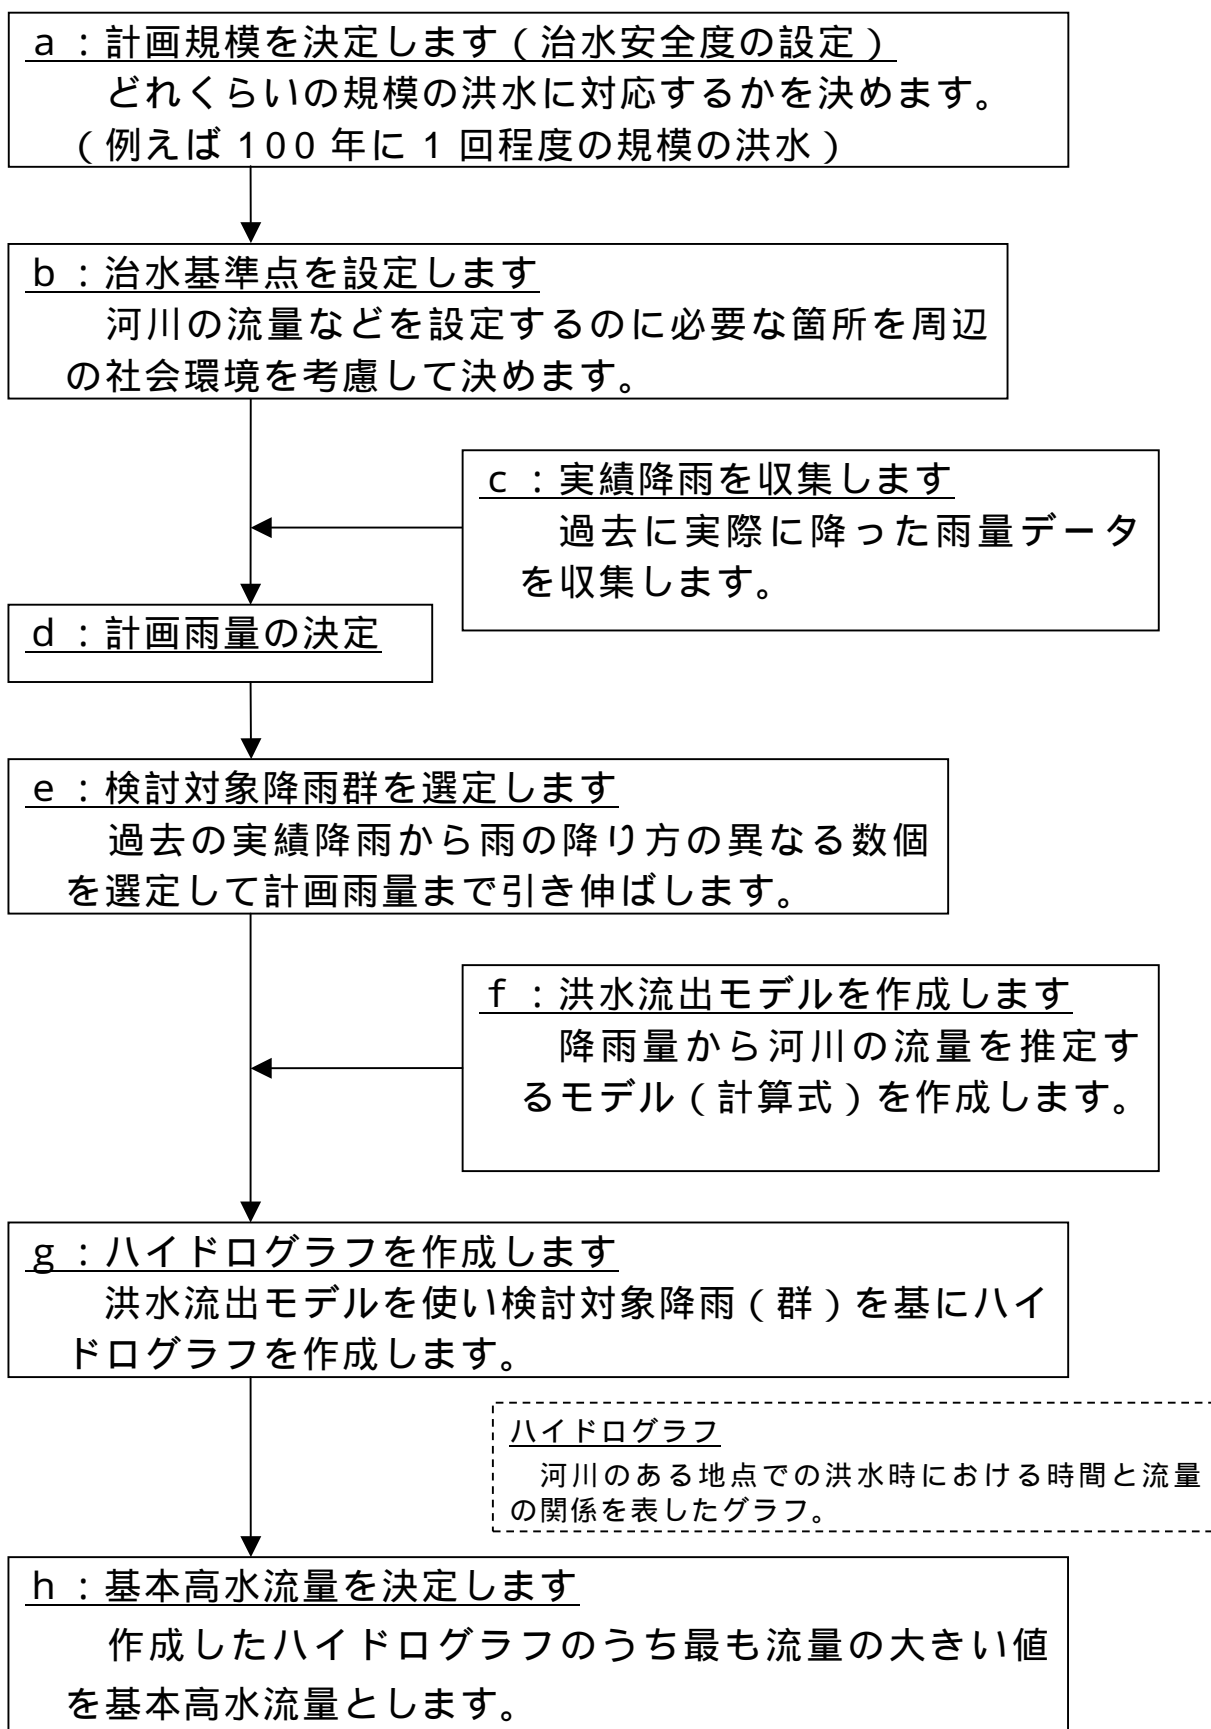 a：計画規模を決定します（治水安全度の設定）
どれくらいの規模の洪水に対応するかを決めます。
（例えば１００年に１回程度の規模の洪水）
b：治水基準点を設定します
河川の流量などを設定するのに必要な箇所を周辺
の社会環境を考慮して決めます。
c：実績降雨を収集します
過去に実際に降った雨量データ
を収集します。
d：計画雨量の決定
e：検討対象降雨群を選定します
過去の実績降雨から雨の降り方の異なる数個
を選定して計画雨量まで引き伸ばします。
f：洪水流出モデルを作成します
降雨量から河川の流量を推定す
るモデル（計算式）を作成します。
g：ハイドログラフを作成します
洪水流出モデルを使い検討対象降雨（群）を基にハイ
ドログラフを作成します。
ハイドログラフ
河川のある地点での洪水時における時間と流量
の関係を表したグラフ。
h：基本高水流量を決定します
作成したハイドログラフのうち最も流量の大きい値
を基本高水流量とします。